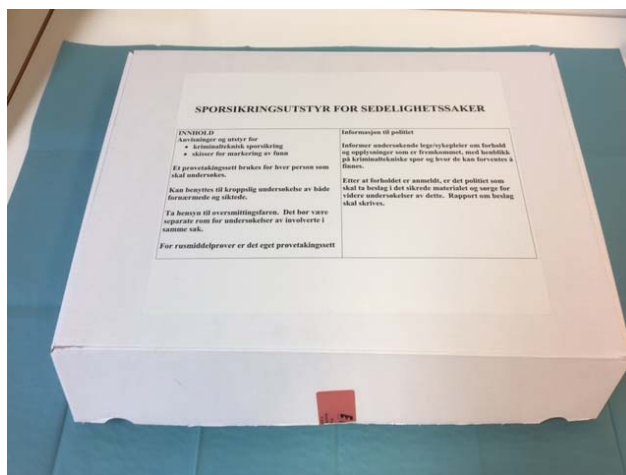 SPORSIKRINGSUTSTYR FOR SEDELIGHETSSAKER
INNHOLD
Anvisninger og utstyr for
• kriminalteknisk sporsikring
• skisser for markering av funn
Et prøvetakingssett brukes for hver person som
skal undersøkes.
Kan benyttes til kroppslig undersøkelse av både
fornærmede og siktede.
Ta hensyn til oversmittingsfaren. Det bør være
separate rom for undersøkelser av involverte i
samme sak.
For rusmiddelprøver er det eget prøvetakingssett
Informasjon til politiet
Informer undersøkende lege/sykepleier om forhold
og opplysninger som er fremkommet, med henblikk
på kriminaltekniske spor og hvor de kan forventes å
finnes.
Etter at forholdet er anmeldt, er det politiet som
skal ta beslag i det sikrede materialet og sørge for
videre undersøkelser av dette. Rapport om beslag
skal skrives.